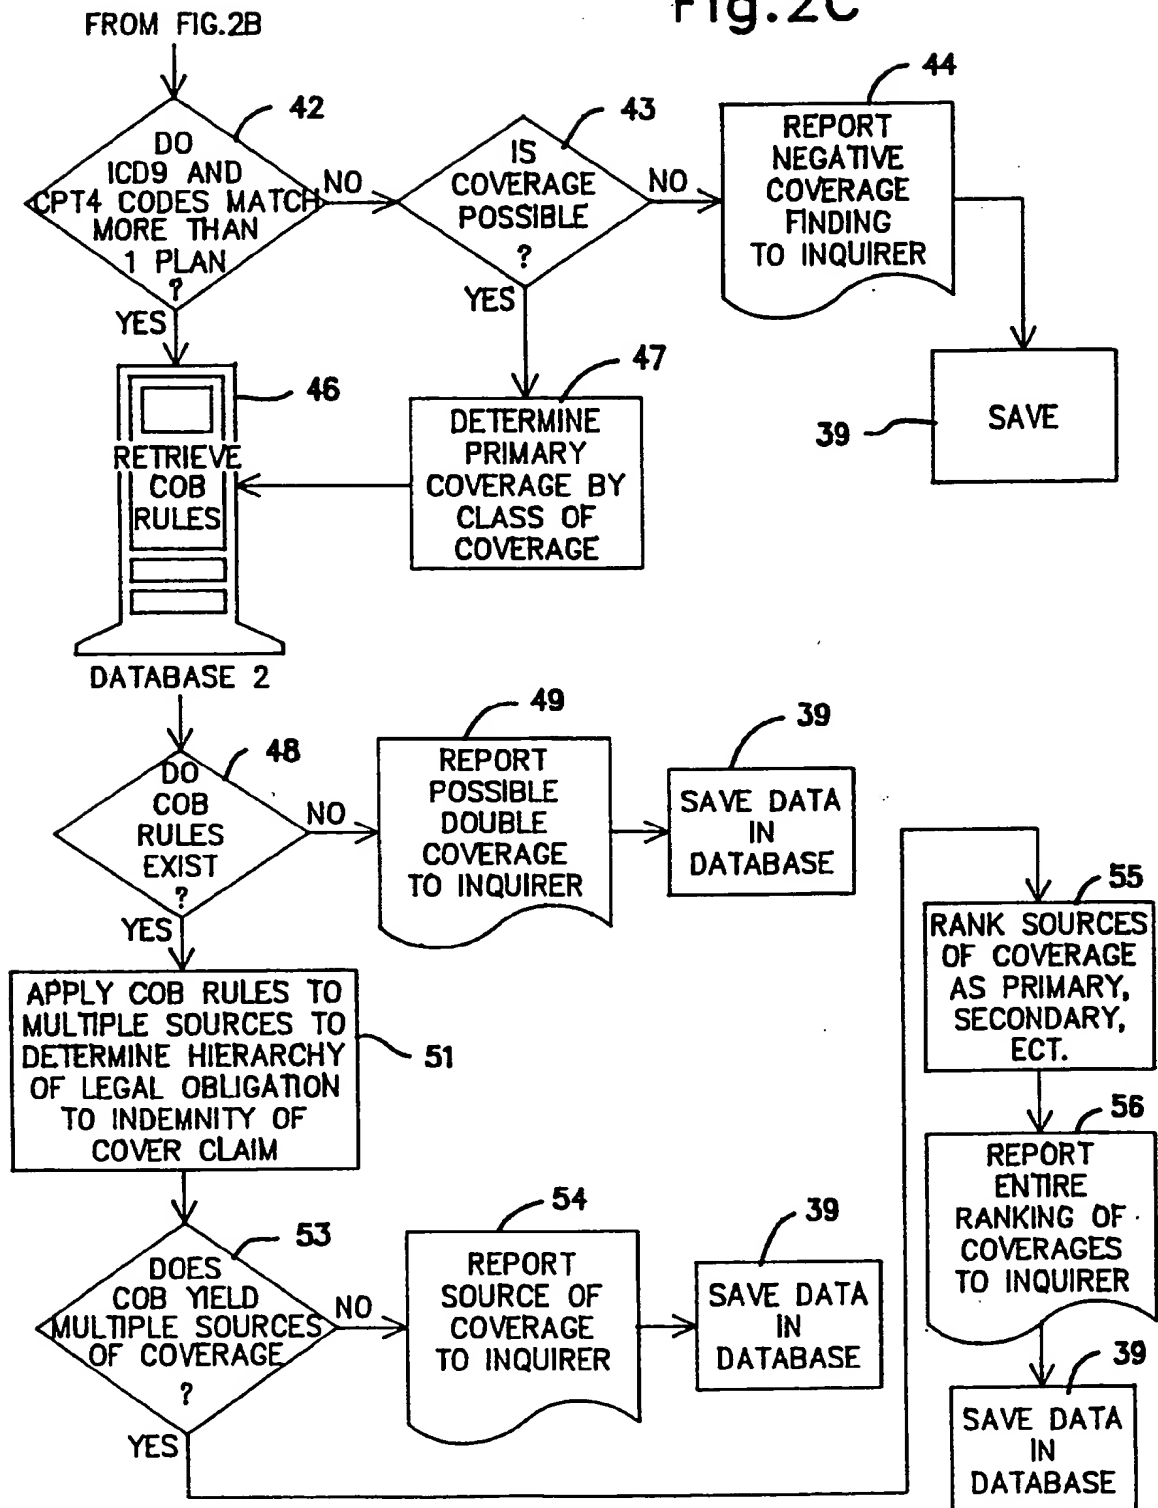 Fig.2C
FROM FIG.2B
42
DO
ICD9 AND
CPT4 CODES MATCH
MORE THAN
1 PLAN
?
NO
YES
43
IS
COVERAGE
POSSIBLE
?
NO
YES
44
REPORT
NEGATIVE
COVERAGE
FINDING
TO INQUIRER
39
SAVE
46
RETRIEVE
COB
RULES
DATABASE 2
47
DETERMINE
PRIMARY
COVERAGE BY
CLASS OF
COVERAGE
48
DO
COB
RULES
EXIST
?
NO
YES
49
REPORT
POSSIBLE
DOUBLE
COVERAGE
TO INQUIRER
39
SAVE DATA
IN
DATABASE
51
APPLY COB RULES TO
MULTIPLE SOURCES TO
DETERMINE HIERARCHY
OF LEGAL OBLIGATION
TO INDEMNITY OF
COVER CLAIM
53
DOES
COB YIELD
MULTIPLE SOURCES
OF COVERAGE
?
NO
YES
54
REPORT
SOURCE OF
COVERAGE
TO INQUIRER
39
SAVE DATA
IN
DATABASE
55
RANK SOURCES
OF COVERAGE
AS PRIMARY,
SECONDARY,
ECT.
56
REPORT
ENTIRE
RANKING OF
COVERAGES
TO INQUIRER
39
SAVE DATA
IN
DATABASE